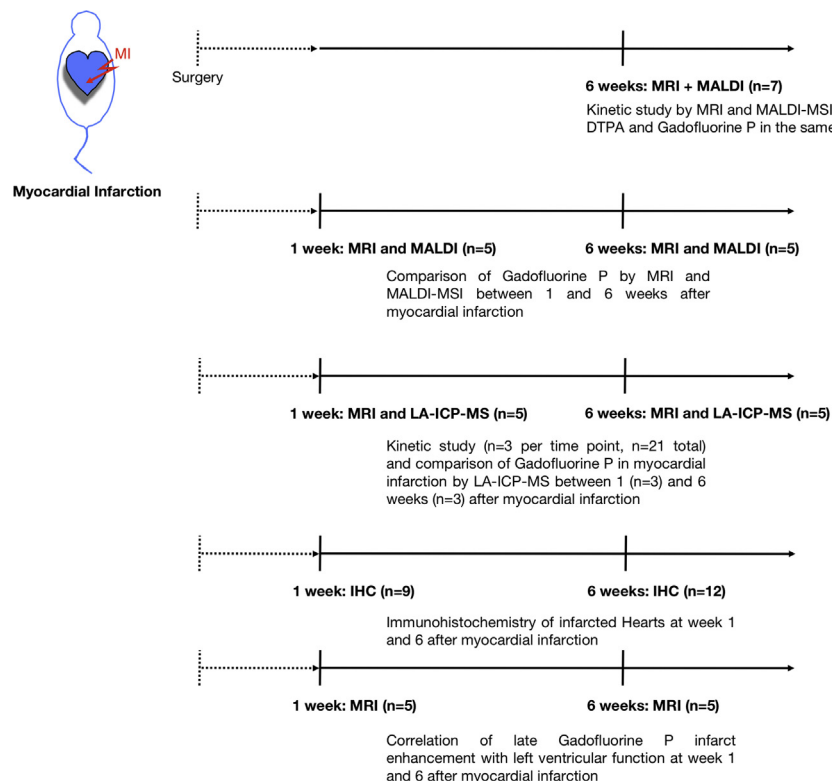 MI
Surgery
Myocardial Infarction
6 weeks: MRI + MALDI (n=7)
Kinetic study by MRI and MALDI-MSI
DTPA and Gadofluorine P in the same
1 week: MRI and MALDI (n=5)
6 weeks: MRI and MALDI (n=5)
Comparison of Gadofluorine P by MRI and
MALDI-MSI between 1 and 6 weeks after
myocardial infarction
1 week: MRI and LA-ICP-MS (n=5)
6 weeks: MRI and LA-ICP-MS (n=5)
Kinetic study (n=3 per time point, n=21 total)
and comparison of Gadofluorine P in myocardial
infarction by LA-ICP-MS between 1 (n=3) and 6
weeks (n=3) after myocardial infarction
1 week: IHC (n=9)
6 weeks: IHC (n=12)
Immunohistochemistry of infarcted Hearts at week 1
and 6 after myocardial infarction
1 week: MRI (n=5)
6 weeks: MRI (n=5)
Correlation of late Gadofluorine P infarct
enhancement with left ventricular function at week 1
and 6 after myocardial infarction